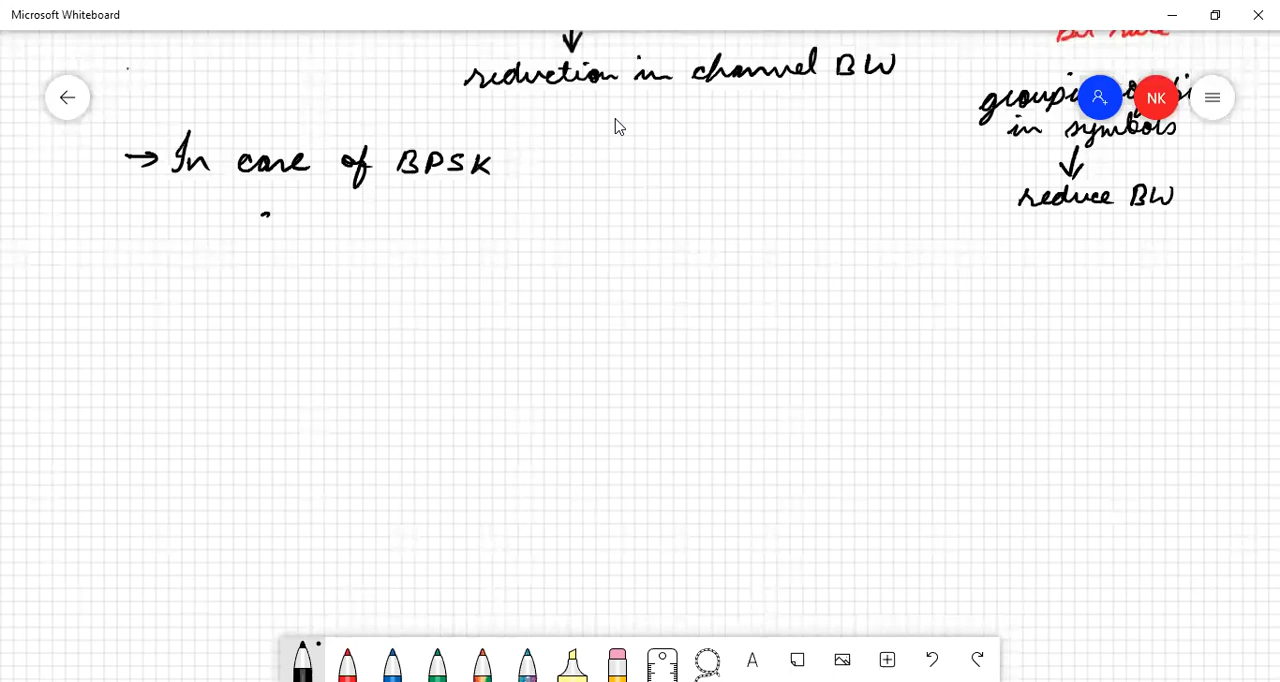 Microsoft Whiteboard
reduction in channel BW
in symbols
reduce BW
→ In case of BPSK
NK
A